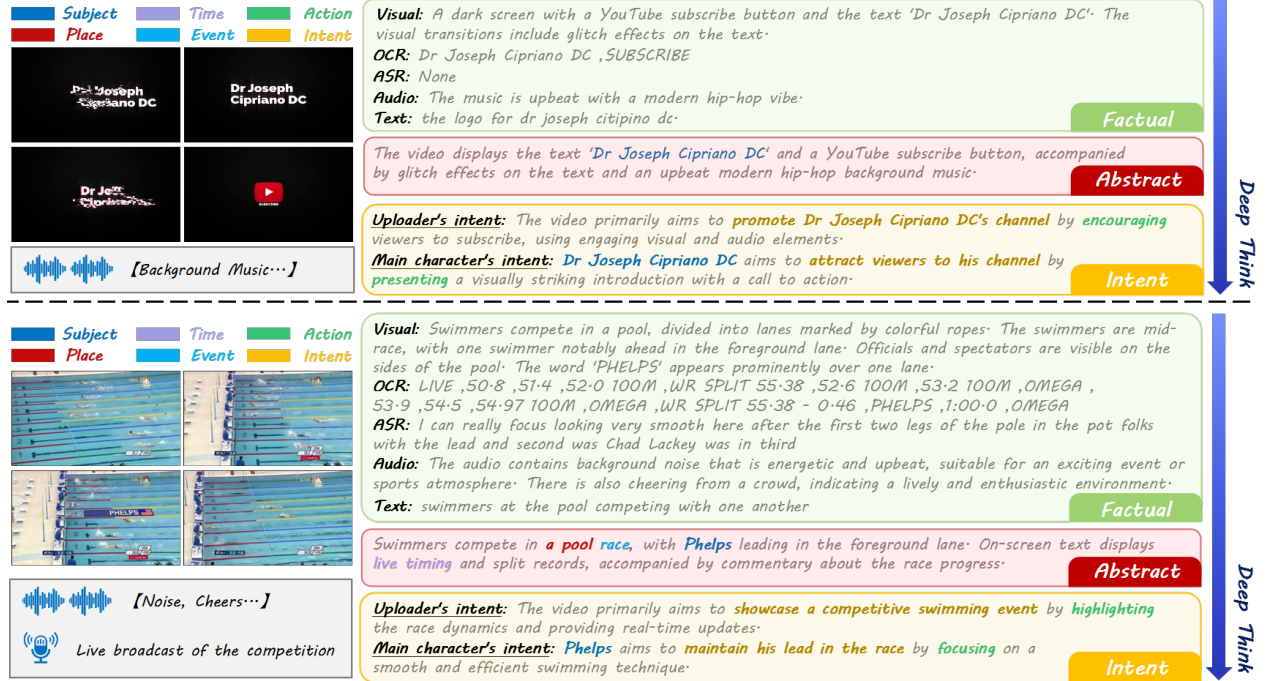 Subject Time Action
Place Event Intent
Dr Joseph
Cipriano DC
Dr Joseph
Cipriano DC
Dr Jo
Cipriano
SUBSCRIBE
【Background Music…】
Visual: A dark screen with a YouTube subscribe button and the text 'Dr Joseph Cipriano DC'. The
visual transitions include glitch effects on the text.
OCR: Dr Joseph Cipriano DC ,SUBSCRIBE
ASR: None
Audio: The music is upbeat with a modern hip-hop vibe.
Text: the logo for dr joseph citipino dc.
Factual
The video displays the text 'Dr Joseph Cipriano DC' and a YouTube subscribe button, accompanied
by glitch effects on the text and an upbeat modern hip-hop background music.
Abstract
Uploader's intent: The video primarily aims to promote Dr Joseph Cipriano DC's channel by encouraging
viewers to subscribe, using engaging visual and audio elements.
Main character's intent: Dr Joseph Cipriano DC aims to attract viewers to his channel by
presenting a visually striking introduction with a call to action.
Intent
Deep Think
Subject Time Action
Place Event Intent
PHELPS
【Noise, Cheers…】
Live broadcast of the competition
Visual: Swimmers compete in a pool, divided into lanes marked by colorful ropes. The swimmers are mid-
race, with one swimmer notably ahead in the foreground lane. Officials and spectators are visible on the
sides of the pool. The word 'PHELPS' appears prominently over one lane.
OCR: LIVE ,50.8 ,51.4 ,52.0 100M ,WR SPLIT 55.38 ,52.6 100M ,53.2 100M ,OMEGA ,
53.9 ,54.5 ,54.97 100M ,OMEGA ,WR SPLIT 55.38 - 0.46 ,PHELPS ,1:00.0 ,OMEGA
ASR: I can really focus looking very smooth here after the first two legs of the pole in the pot folks
with the lead and second was Chad Lackey was in third
Audio: The audio contains background noise that is energetic and upbeat, suitable for an exciting event or
sports atmosphere. There is also cheering from a rowd, indicating a lively and enthusiastic environment.
Text: swimmers at the pool competing with one another
Factual
Swimmers compete in a pool race, with Phelps leading in the foreground lane. On-screen text displays
live timing and split records, accompanied by commentary about the race progress.
Abstract
Uploader's intent: The video primarily aims to showcase a competitive swimming event by highlighting
the race dynamics and providing real-time updates.
Main character's intent: Phelps aims to maintain his lead in the race by focusing on a
smooth and efficient swimming technique.
Intent
Deep Think